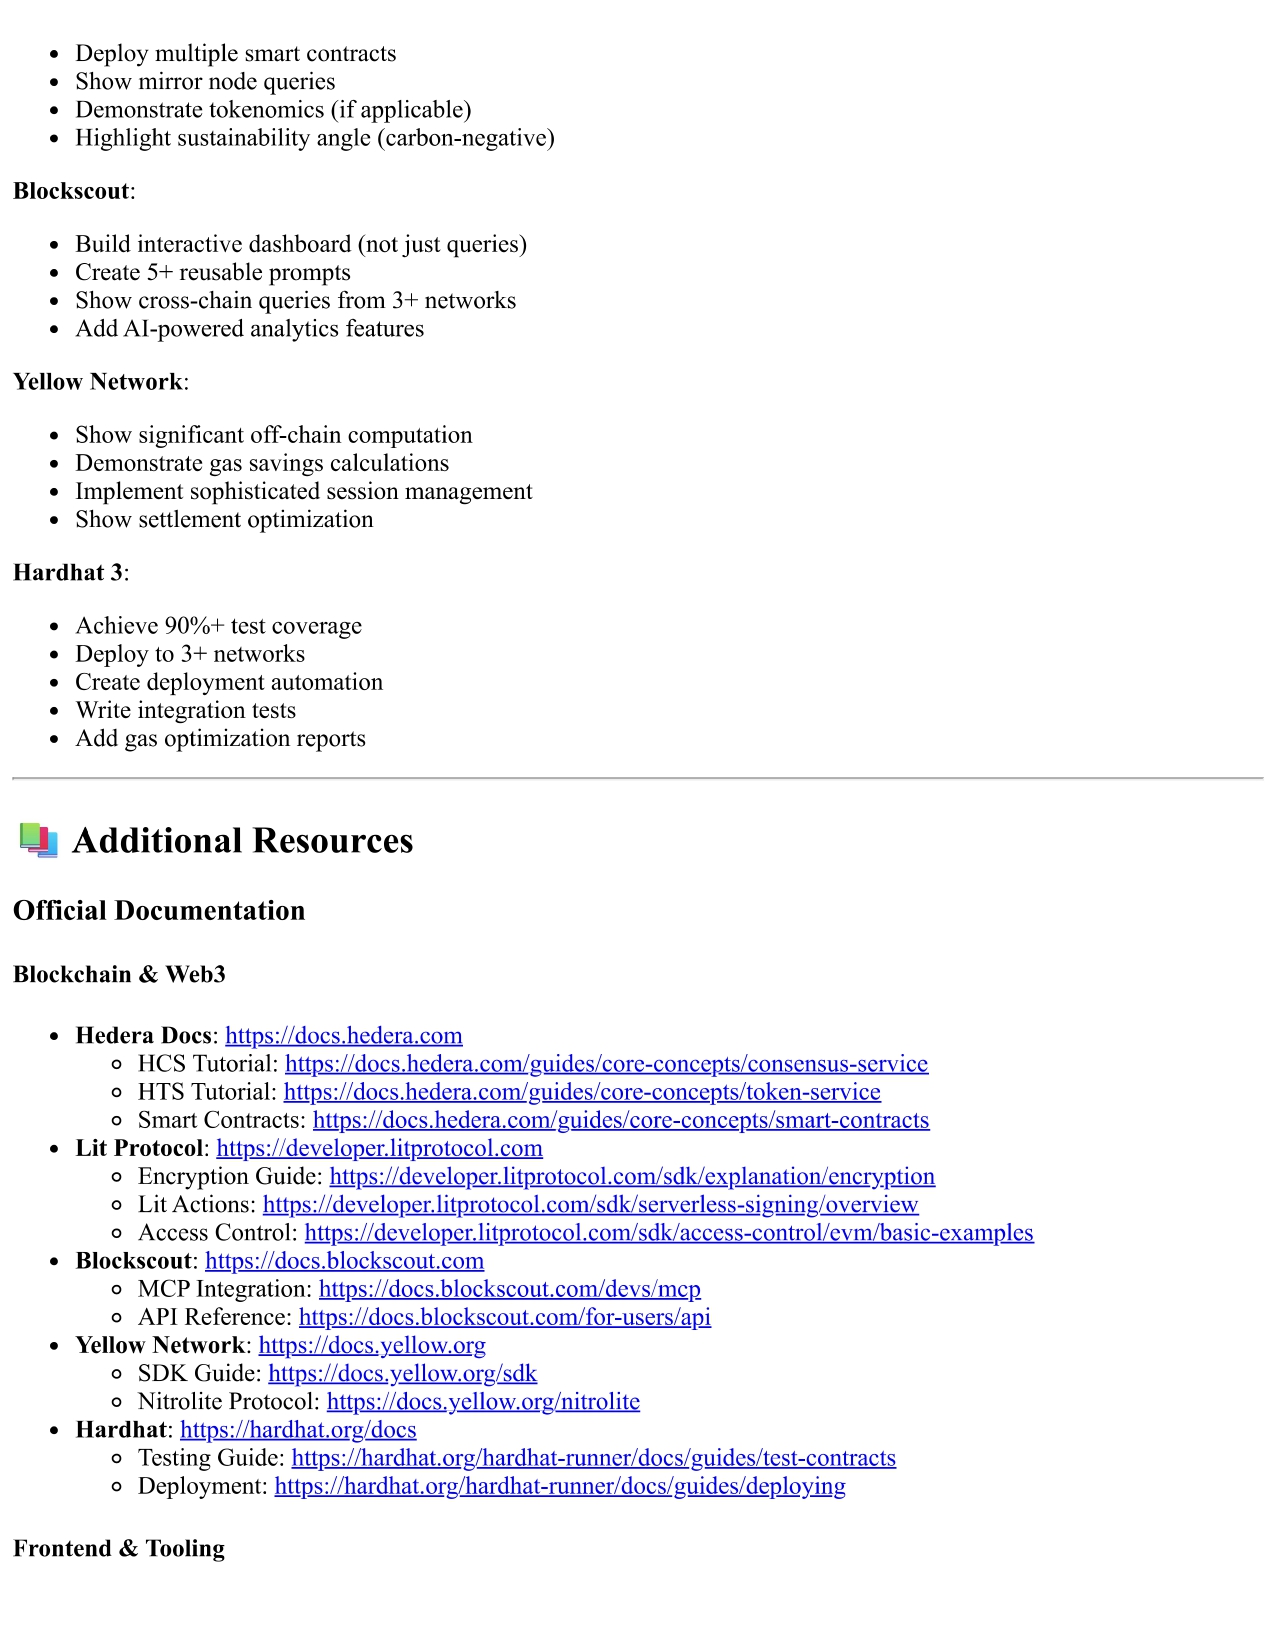 • Deploy multiple smart contracts
• Show mirror node queries
• Demonstrate tokenomics (if applicable)
• Highlight sustainability angle (carbon-negative)
Blockscout:
• Build interactive dashboard (not just queries)
• Create 5+ reusable prompts
• Show cross-chain queries from 3+ networks
• Add AI-powered analytics features
Yellow Network:
• Show significant off-chain computation
• Demonstrate gas savings calculations
• Implement sophisticated session management
• Show settlement optimization
Hardhat 3:
• Achieve 90%+ test coverage
• Deploy to 3+ networks
• Create deployment automation
• Write integration tests
• Add gas optimization reports
📚 Additional Resources
Official Documentation
Blockchain & Web3
• Hedera Docs: https://docs.hedera.com
◦ HCS Tutorial: https://docs.hedera.com/guides/core-concepts/consensus-service
◦ HTS Tutorial: https://docs.hedera.com/guides/core-concepts/token-service
◦ Smart Contracts: https://docs.hedera.com/guides/core-concepts/smart-contracts
• Lit Protocol: https://developer.litprotocol.com
◦ Encryption Guide: https://developer.litprotocol.com/sdk/explanation/encryption
◦ Lit Actions: https://developer.litprotocol.com/sdk/serverless-signing/overview
◦ Access Control: https://developer.litprotocol.com/sdk/access-control/evm/basic-examples
• Blockscout: https://docs.blockscout.com
◦ MCP Integration: https://docs.blockscout.com/devs/mcp
◦ API Reference: https://docs.blockscout.com/for-users/api
• Yellow Network: https://docs.yellow.org
◦ SDK Guide: https://docs.yellow.org/sdk
◦ Nitrolite Protocol: https://docs.yellow.org/nitrolite
• Hardhat: https://hardhat.org/docs
◦ Testing Guide: https://hardhat.org/hardhat-runner/docs/guides/test-contracts
◦ Deployment: https://hardhat.org/hardhat-runner/docs/guides/deploying
Frontend & Tooling